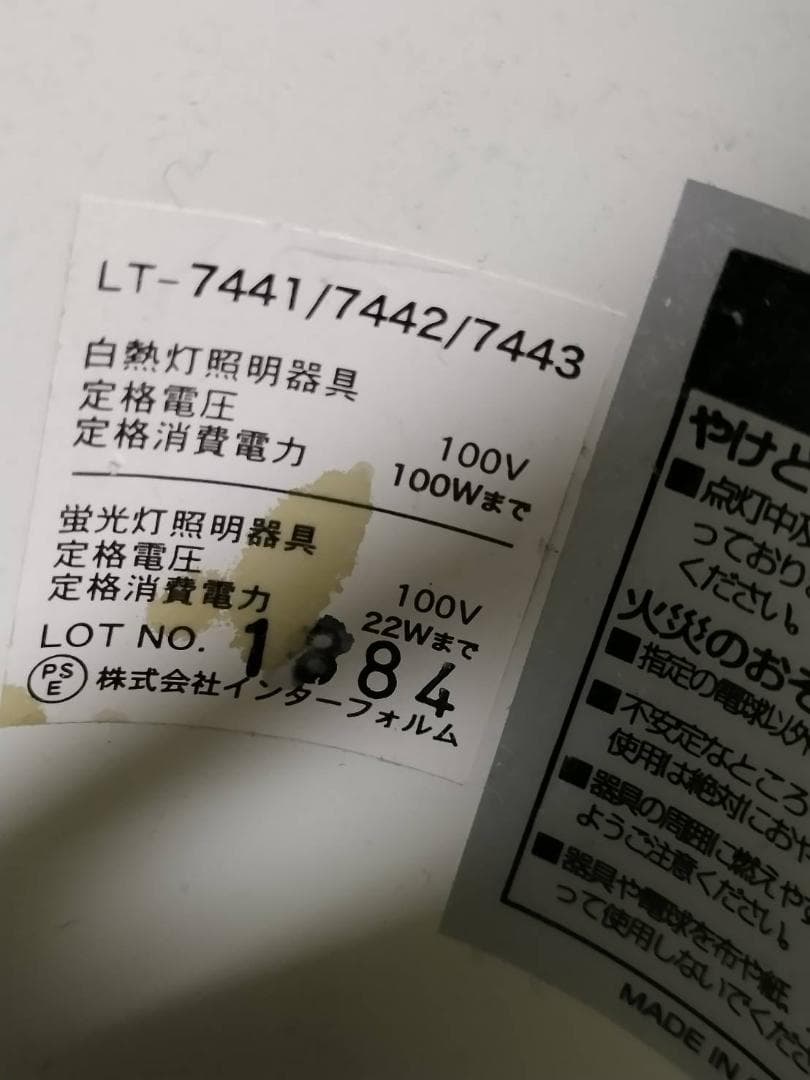 LT-7441/7442/7443
白熱灯照明器具
定格電圧 100V
定格消費電力 100Wまで
蛍光灯照明器具
定格電圧 100V
定格消費電力 22Wまで
LOT NO. 1884
PS
E
株式会社インターフォルム
やけど
■点灯中及
っており
ください。
火災のおそ
■指定の電球以外
■不安定なところ
使用は絶対におや
■器具の周囲に燃えやす
ようご注意ください。
■器具や電球を布や紙
って使用しないでくださ
MADE IN